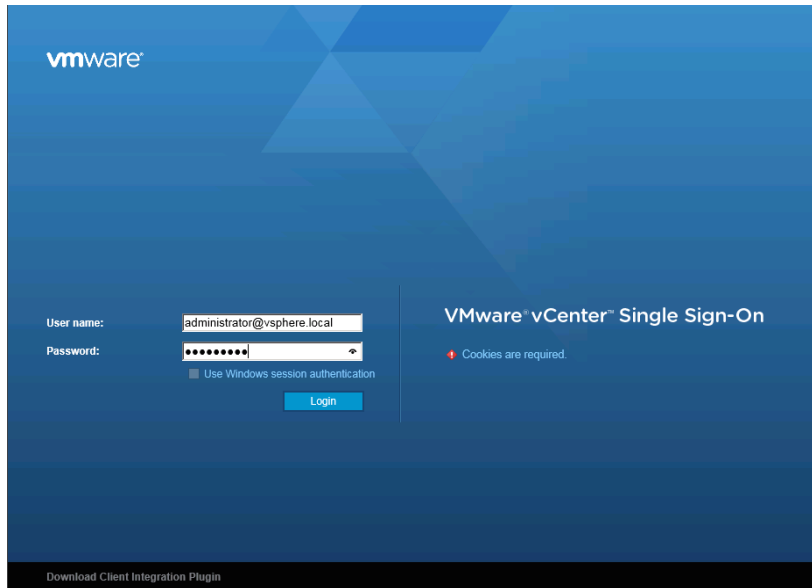 vmware®
User name:
administrator@vsphere.local
Password:
•••••••••
Use Windows session authentication
Login
VMware® vCenter™ Single Sign-On
Cookies are required.
Download Client Integration Plugin